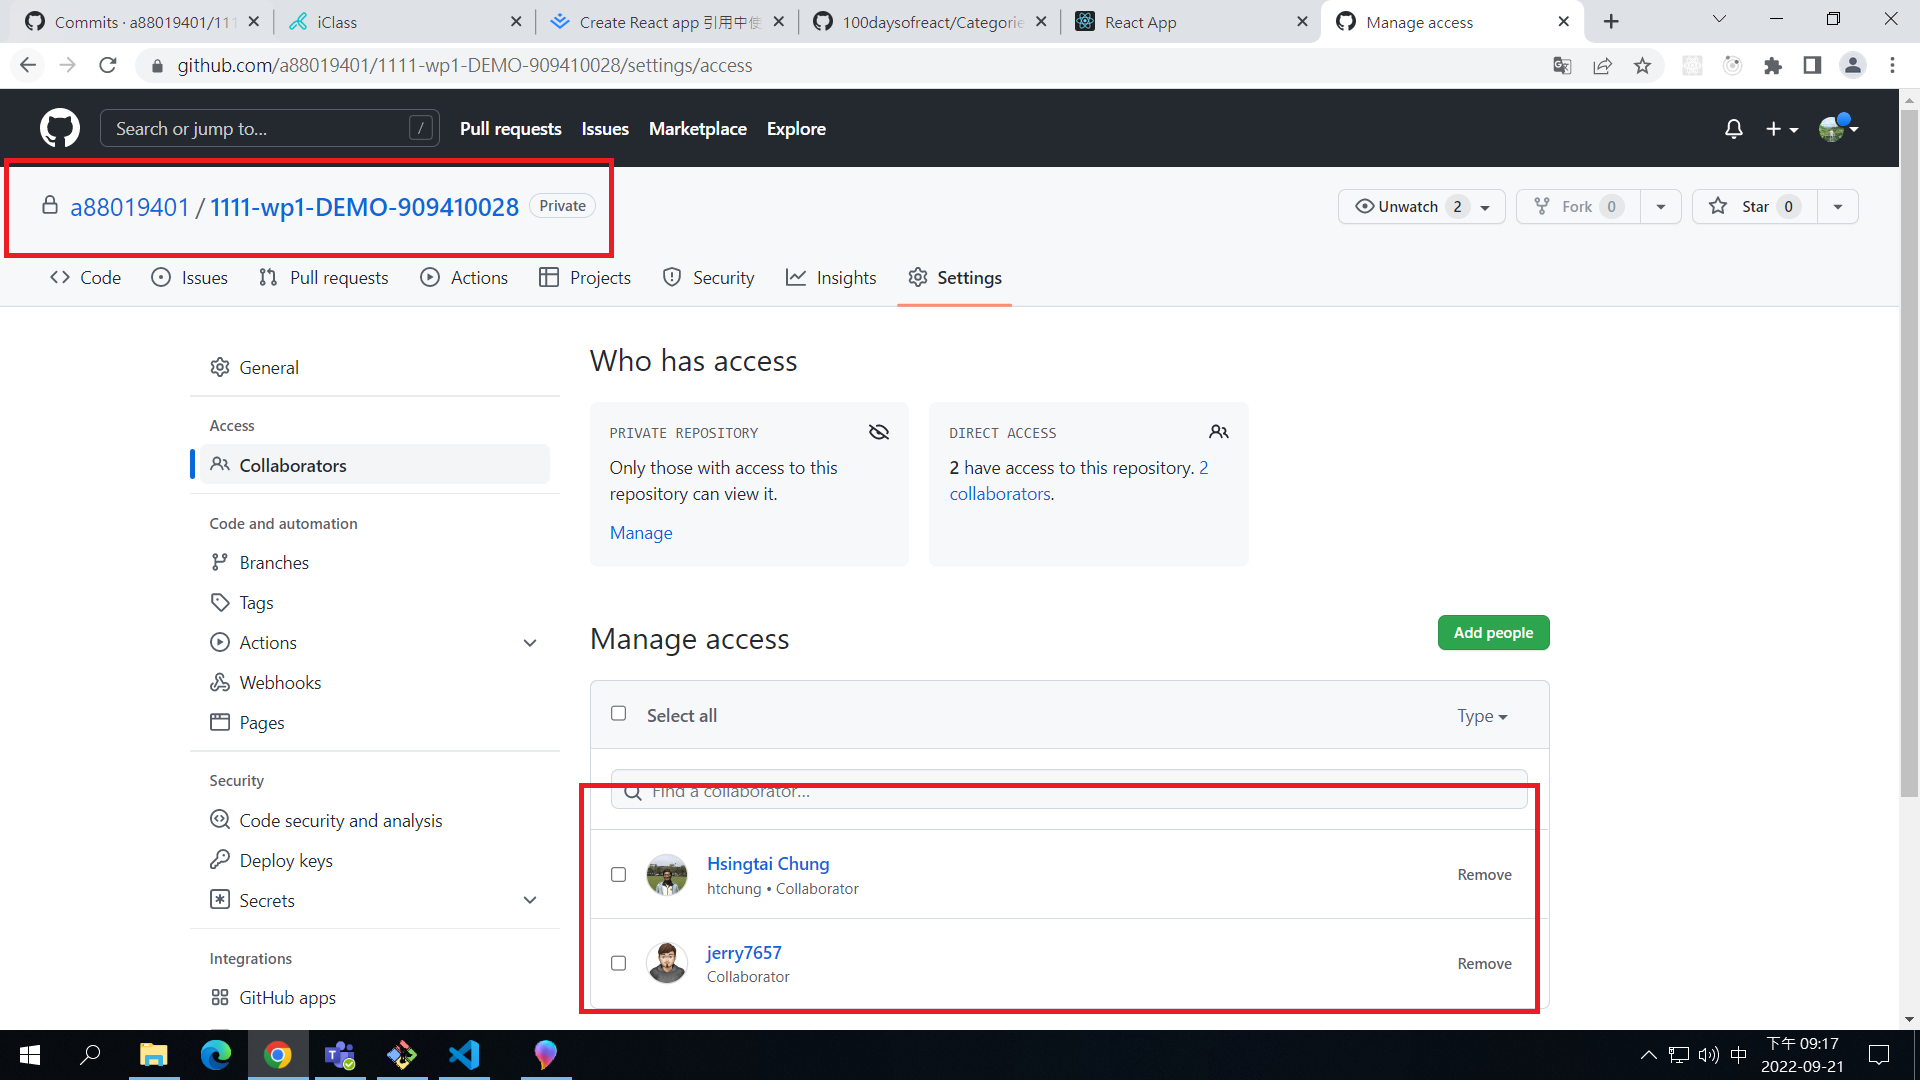 Commits · a88019401/111
iClass
Create React app 引用中使
100daysofreact/Categorie
React App
Manage access
github.com/a88019401/1111-wp1-DEMO-909410028/settings/access
Search or jump to...
/
Pull requests
Issues
Marketplace
Explore
a88019401 / 1111-wp1-DEMO-909410028
Private
Unwatch 2
Fork 0
Star 0
Code
Issues
Pull requests
Actions
Projects
Security
Insights
Settings
General
Access
Collaborators
Code and automation
Branches
Tags
Actions
Webhooks
Pages
Security
Code security and analysis
Deploy keys
Secrets
Integrations
GitHub apps
Who has access
PRIVATE REPOSITORY
Only those with access to this
repository can view it.
Manage
DIRECT ACCESS
2 have access to this repository. 2
collaborators.
Manage access
Add people
Select all
Type
Find a collaborator...
Hsingtai Chung
htchung • Collaborator
Remove
jerry7657
Collaborator
Remove
中
下午 09:17
2022-09-21